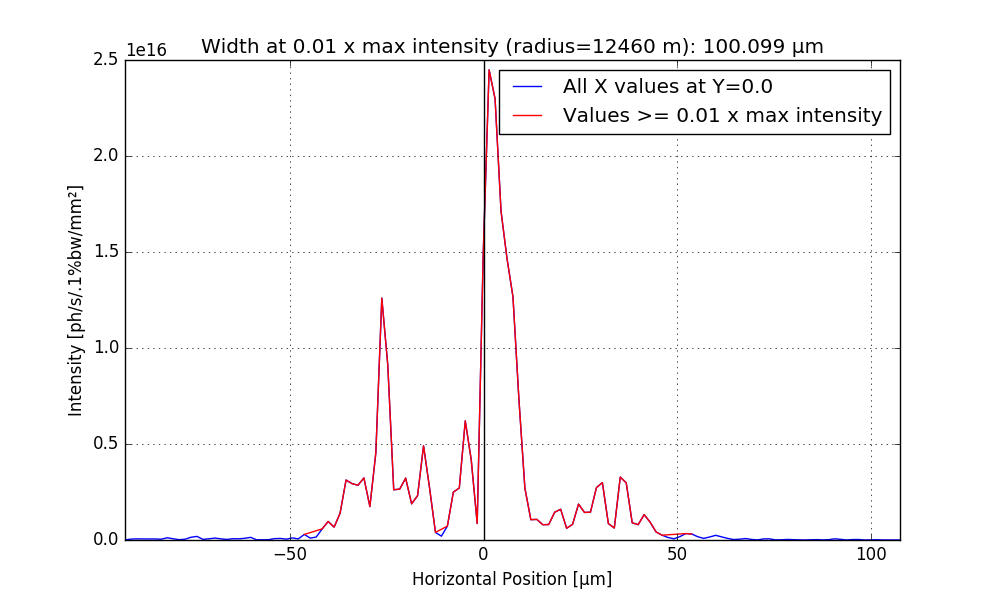 Width at 0.01 x max intensity (radius=12460 m): 100.099 μm
1e16
2.5
2.0
1.5
1.0
0.5
0.0
Intensity [ph/s/.1%bw/mm²]
All X values at Y=0.0
Values >= 0.01 x max intensity
−50
0
50
100
Horizontal Position [μm]